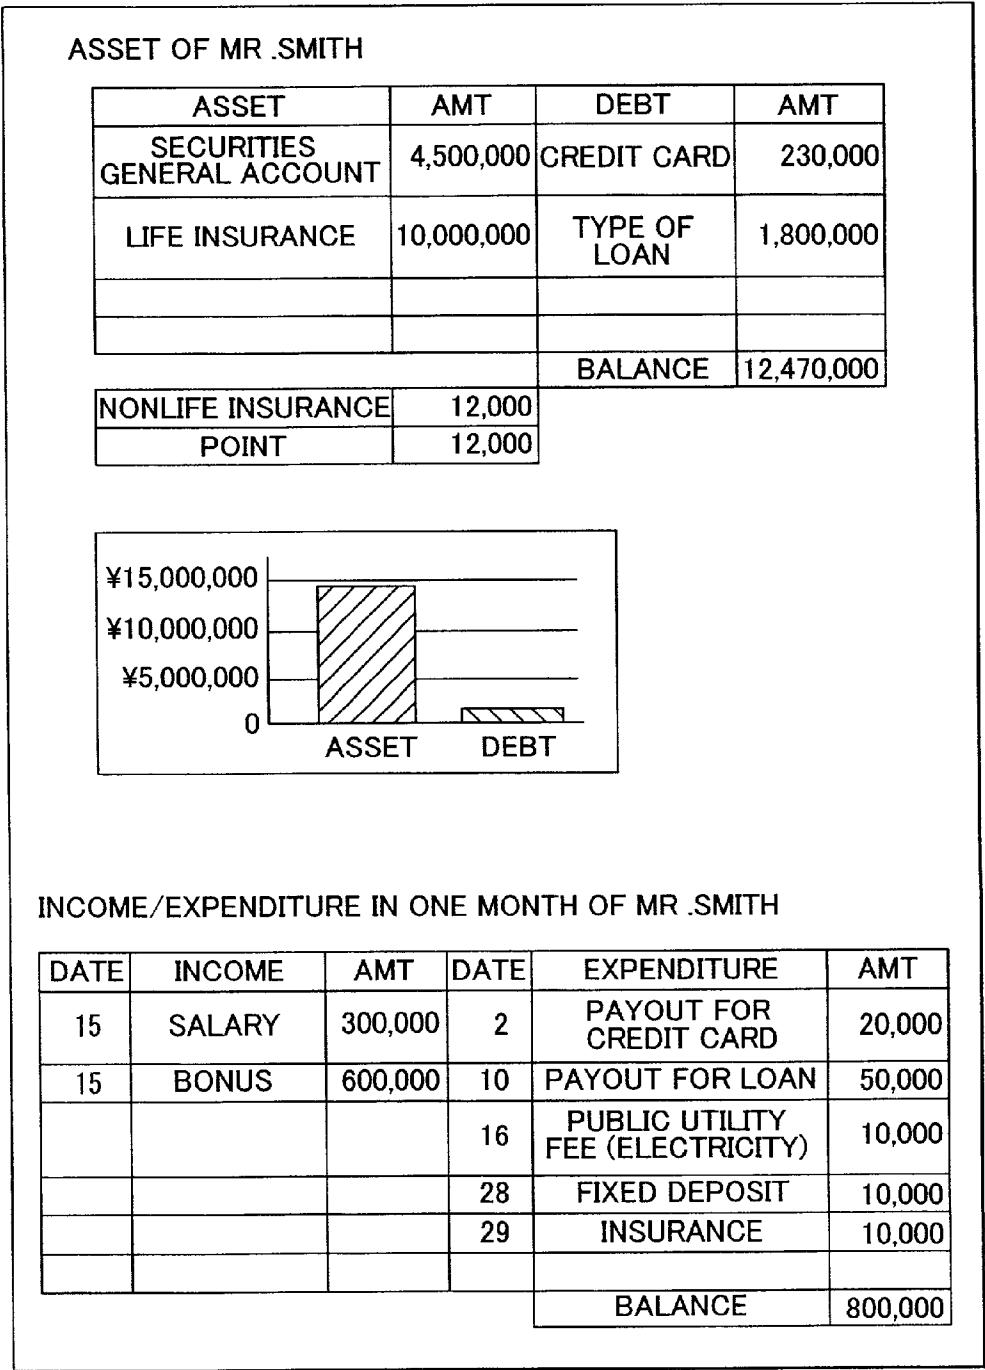 ASSET OF MR .SMITH
ASSET AMT DEBT AMT
SECURITIES
GENERAL ACCOUNT 4,500,000 CREDIT CARD 230,000
LIFE INSURANCE 10,000,000 TYPE OF
LOAN 1,800,000
BALANCE 12,470,000
NONLIFE INSURANCE 12,000
POINT 12,000
¥15,000,000
¥10,000,000
¥5,000,000
0
ASSET DEBT
INCOME/EXPENDITURE IN ONE MONTH OF MR .SMITH
DATE INCOME AMT DATE EXPENDITURE AMT
15 SALARY 300,000 2 PAYOUT FOR
CREDIT CARD 20,000
15 BONUS 600,000 10 PAYOUT FOR LOAN 50,000
16 PUBLIC UTILITY
FEE (ELECTRICITY) 10,000
28 FIXED DEPOSIT 10,000
29 INSURANCE 10,000
BALANCE 800,000